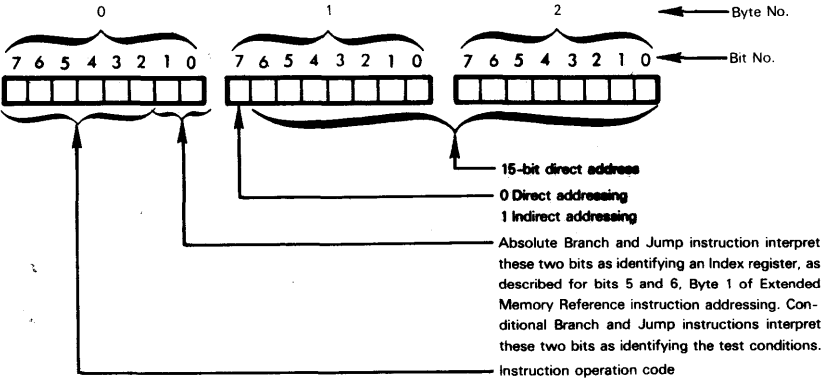 0 1 2 Byte No.
7 6 5 4 3 2 1 0 7 6 5 4 3 2 1 0 7 6 5 4 3 2 1 0 Bit No.
15-bit direct address
0 Direct addressing
1 Indirect addressing
Absolute Branch and Jump instruction interpret
these two bits as identifying an Index register, as
described for bits 5 and 6, Byte 1 of Extended
Memory Reference instruction addressing. Con-
ditional Branch and Jump instructions interpret
these two bits as identifying the test conditions.
Instruction operation code